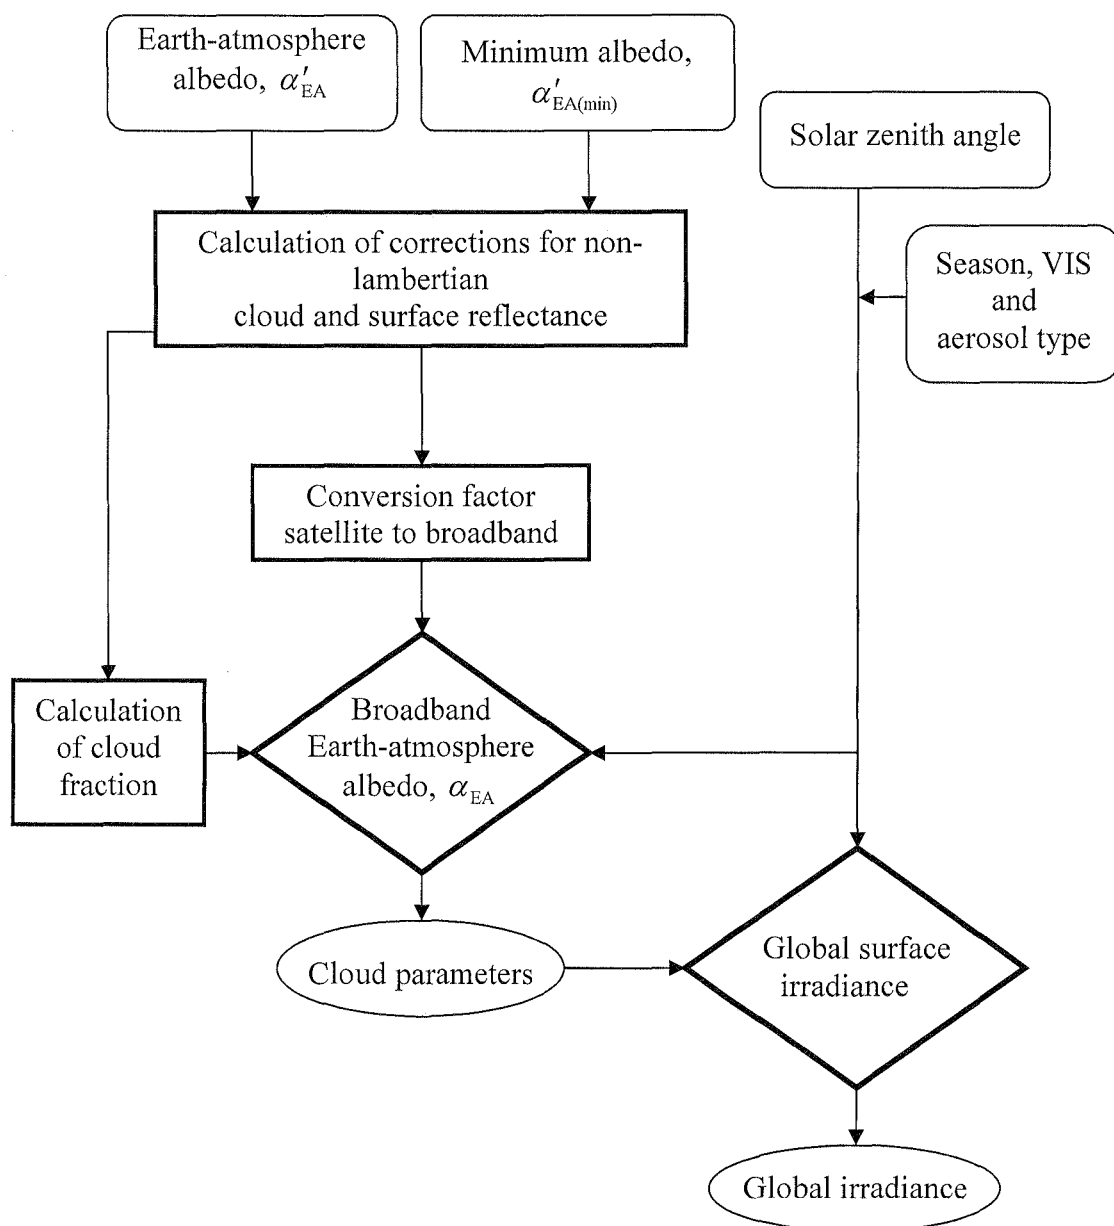 Earth-atmosphere
albedo, α′EA
Minimum albedo,
α′EA(min)
Solar zenith angle
Calculation of corrections for non-
lambertian
cloud and surface reflectance
Season, VIS
and
aerosol type
Conversion factor
satellite to broadband
Calculation
of cloud
fraction
Broadband
Earth-atmosphere
albedo, αEA
Cloud parameters
Global surface
irradiance
Global irradiance